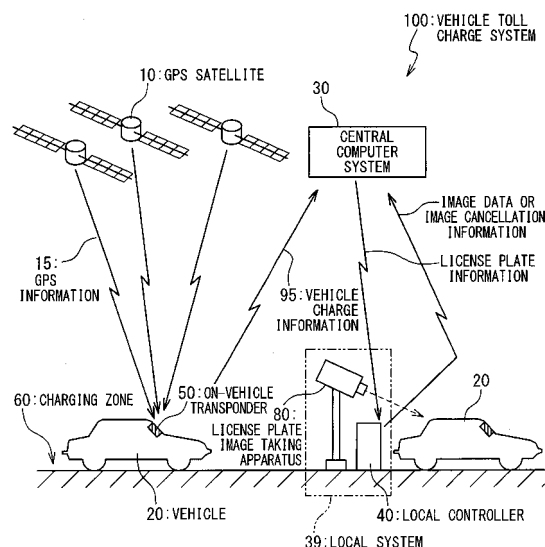 100:VEHICLE TOLL
CHARGE SYSTEM
10:GPS SATELLITE
30
CENTRAL
COMPUTER
SYSTEM
IMAGE DATA OR
IMAGE CANCELLATION
INFORMATION
LICENSE PLATE
INFORMATION
15:
GPS
INFORMATION
95:VEHICLE
CHARGE
INFORMATION
50:ON-VEHICLE
TRANSPONDER
60:CHARGING ZONE
80:
LICENSE PLATE
IMAGE TAKING
APPARATUS
20
20:VEHICLE
40:LOCAL CONTROLLER
39:LOCAL SYSTEM